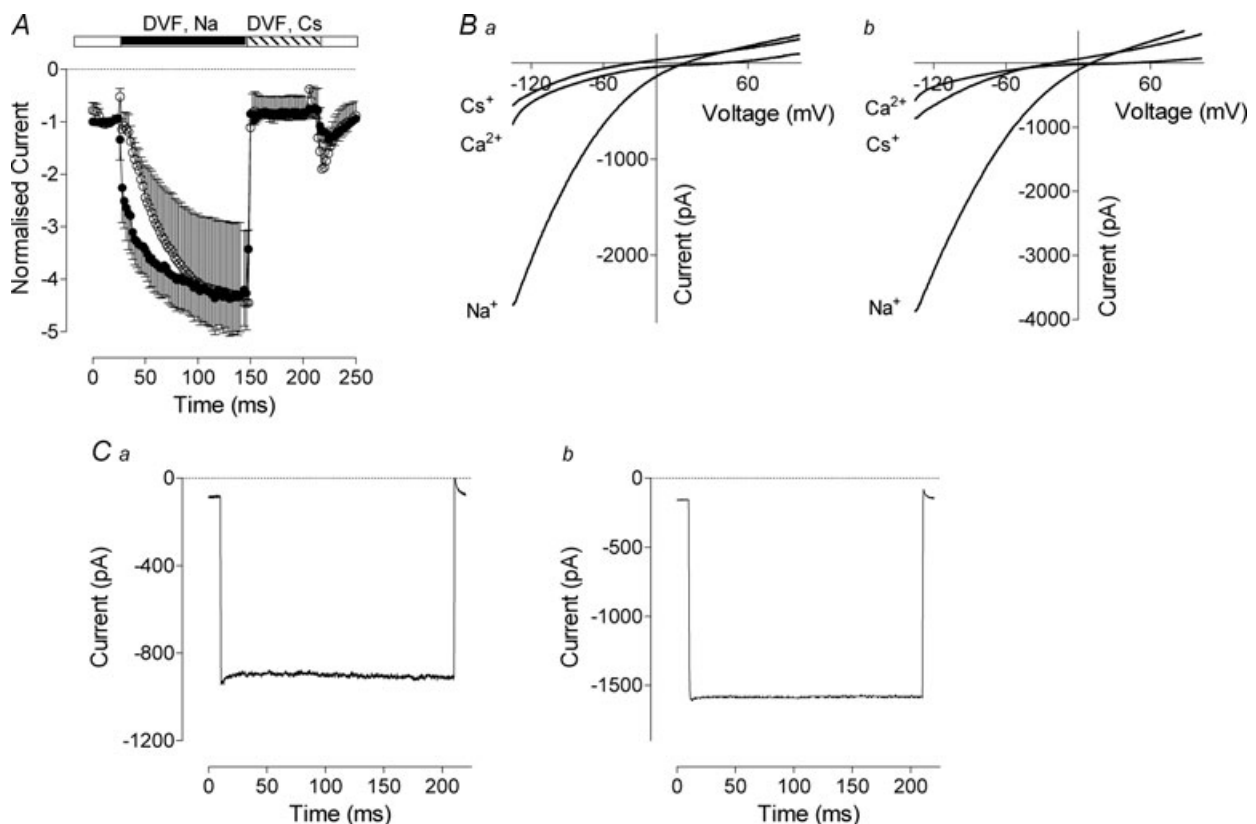 A
DVF, Na
DVF, Cs
0
-1
-2
-3
-4
-5
Normalised Current
0
50
100
150
200
250
Time (ms)
B a
-120
-60
60
Voltage (mV)
Cs+
Ca2+
-1000
-2000
Current (pA)
Na+
b
-120
-60
60
Voltage (mV)
Ca2+
Cs+
-1000
-2000
-3000
-4000
Current (pA)
Na+
C a
0
-400
-800
-1200
Current (pA)
0
50
100
150
200
Time (ms)
b
0
-500
-1000
-1500
Current (pA)
0
50
100
150
200
Time (ms)